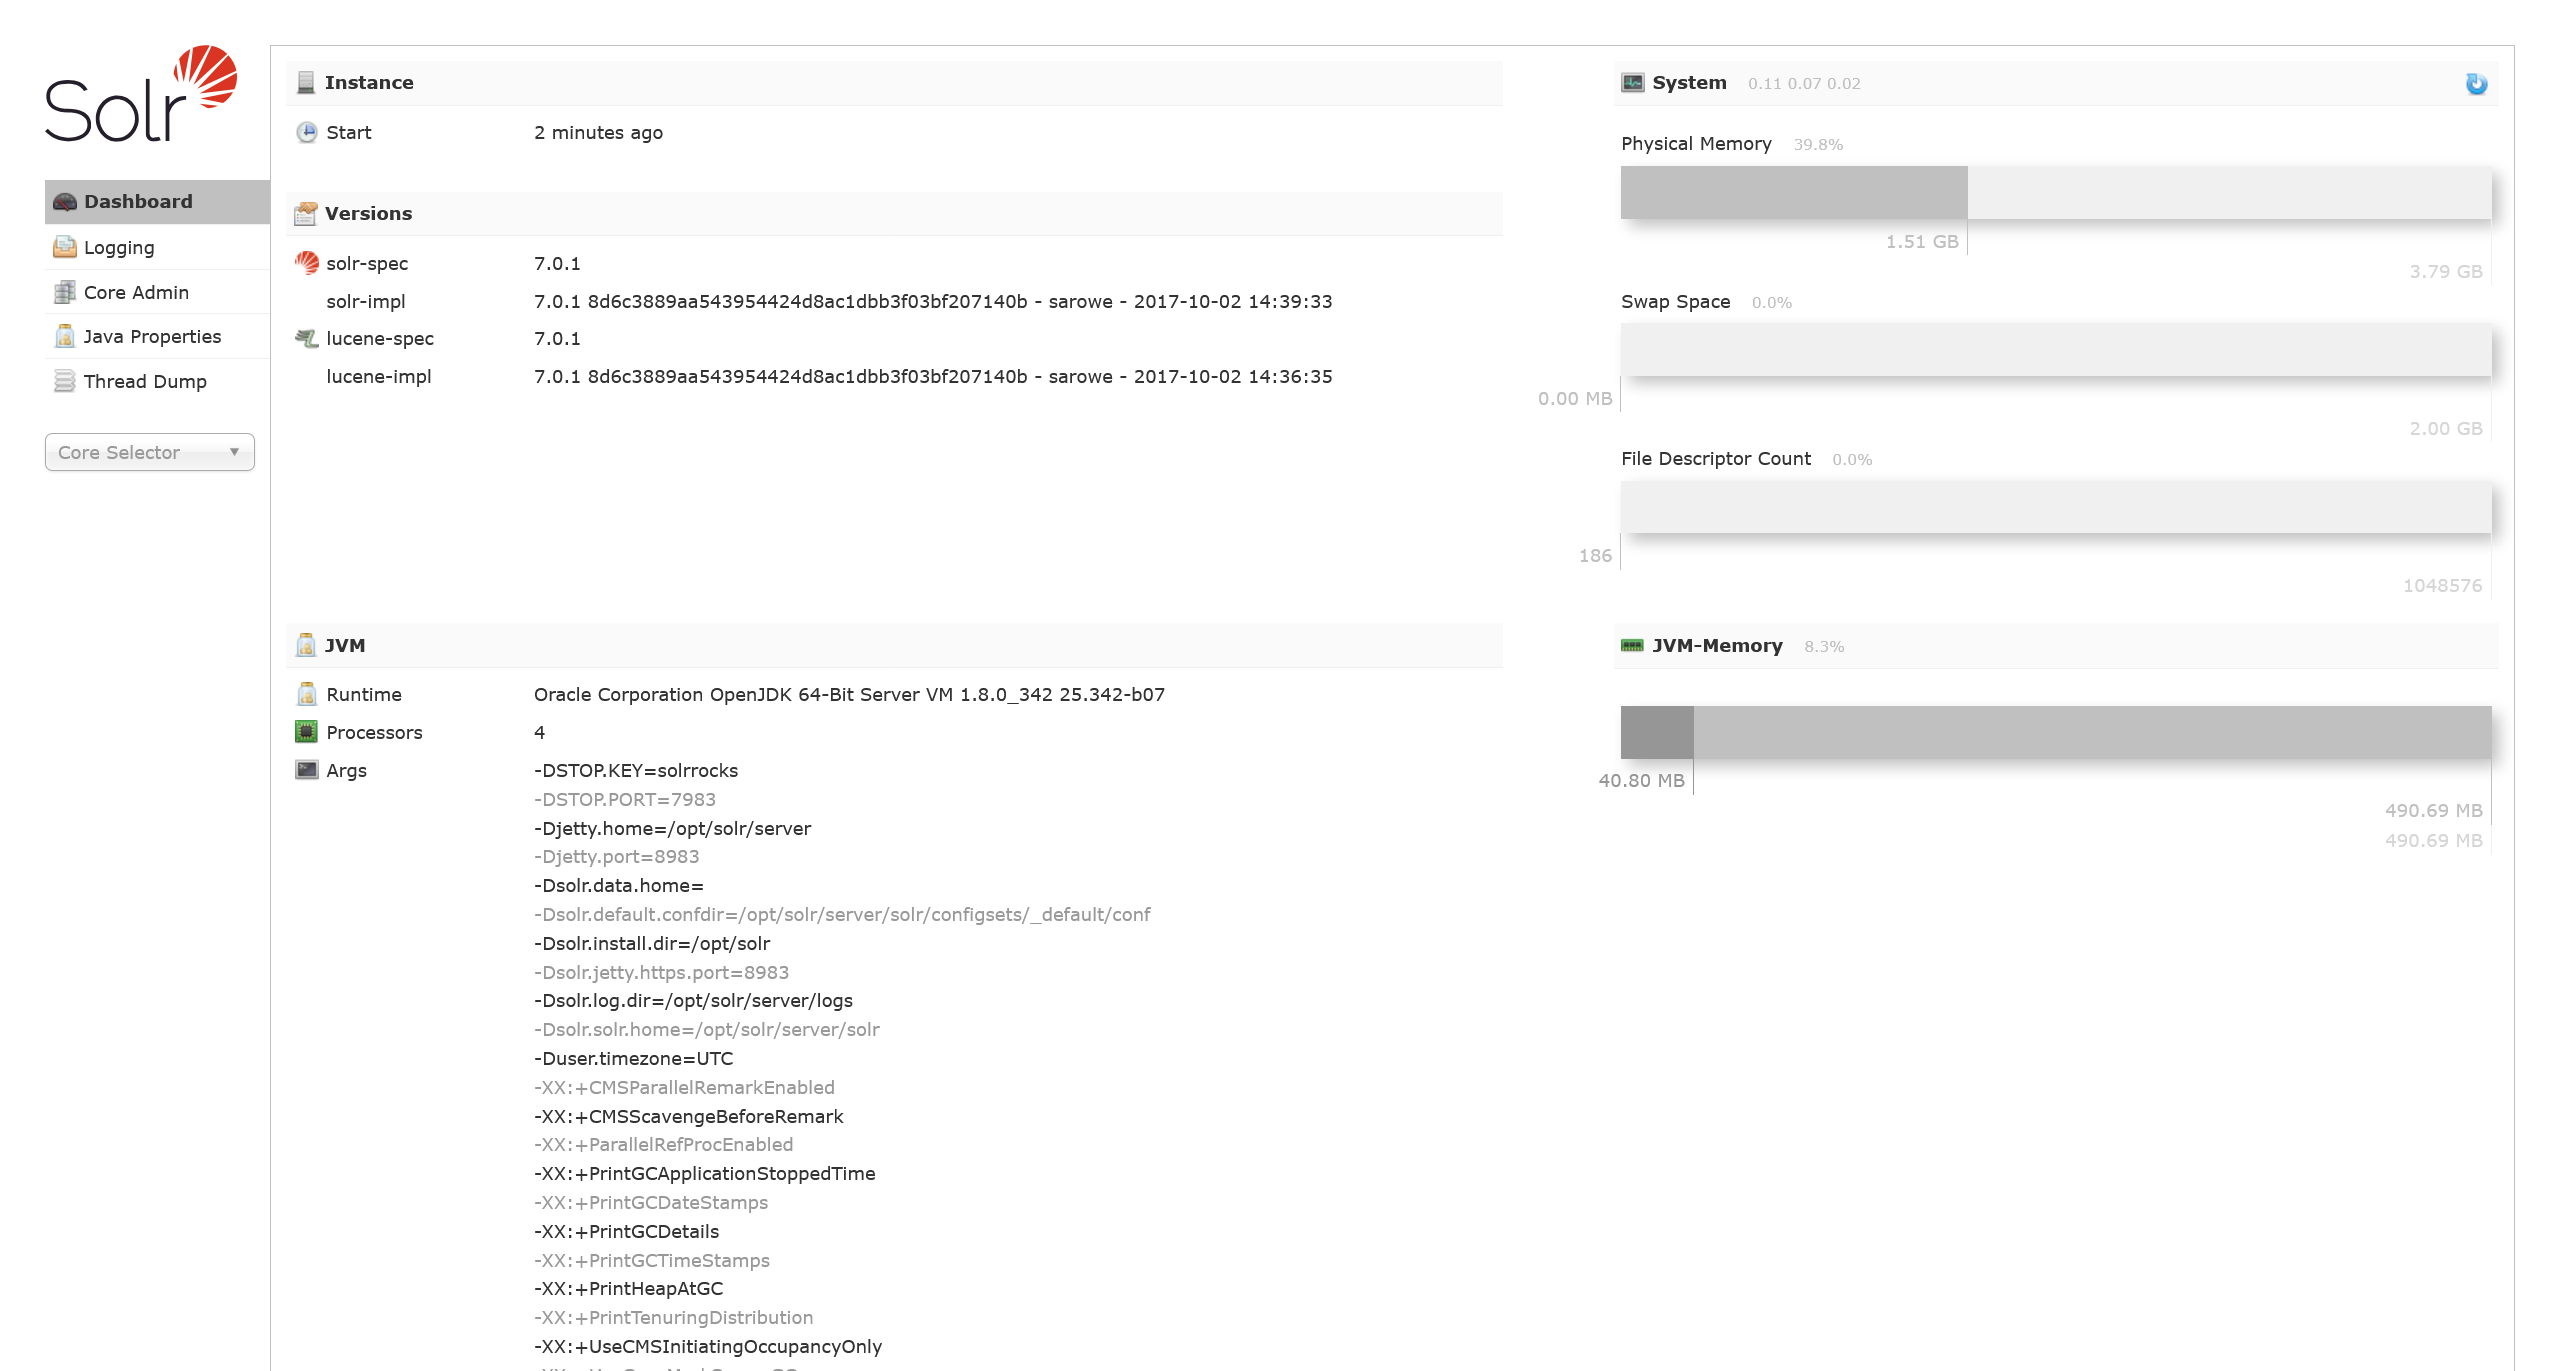 Solr
Dashboard
Logging
Core Admin
Java Properties
Thread Dump
Core Selector
Instance
Start 2 minutes ago
Versions
solr-spec 7.0.1
solr-impl 7.0.1 8d6c3889aa543954424d8ac1dbb3f03bf207140b - sarowe - 2017-10-02 14:39:33
lucene-spec 7.0.1
lucene-impl 7.0.1 8d6c3889aa543954424d8ac1dbb3f03bf207140b - sarowe - 2017-10-02 14:36:35
System 0.11 0.07 0.02
Physical Memory 39.8%
1.51 GB
3.79 GB
Swap Space 0.0%
0.00 MB
2.00 GB
File Descriptor Count 0.0%
186
1048576
JVM
Runtime Oracle Corporation OpenJDK 64-Bit Server VM 1.8.0_342 25.342-b07
Processors 4
Args -DSTOP.KEY=solrrocks
-DSTOP.PORT=7983
-Djetty.home=/opt/solr/server
-Djetty.port=8983
-Dsolr.data.home=
-Dsolr.default.confdir=/opt/solr/server/solr/configsets/_default/conf
-Dsolr.install.dir=/opt/solr
-Dsolr.jetty.https.port=8983
-Dsolr.log.dir=/opt/solr/server/logs
-Dsolr.solr.home=/opt/solr/server/solr
-Duser.timezone=UTC
-XX:+CMSParallelRemarkEnabled
-XX:+CMSScavengeBeforeRemark
-XX:+ParallelRefProcEnabled
-XX:+PrintGCApplicationStoppedTime
-XX:+PrintGCDateStamps
-XX:+PrintGCDetails
-XX:+PrintGCTimeStamps
-XX:+PrintHeapAtGC
-XX:+PrintTenuringDistribution
-XX:+UseCMSInitiatingOccupancyOnly
JVM-Memory 8.3%
40.80 MB
490.69 MB
490.69 MB